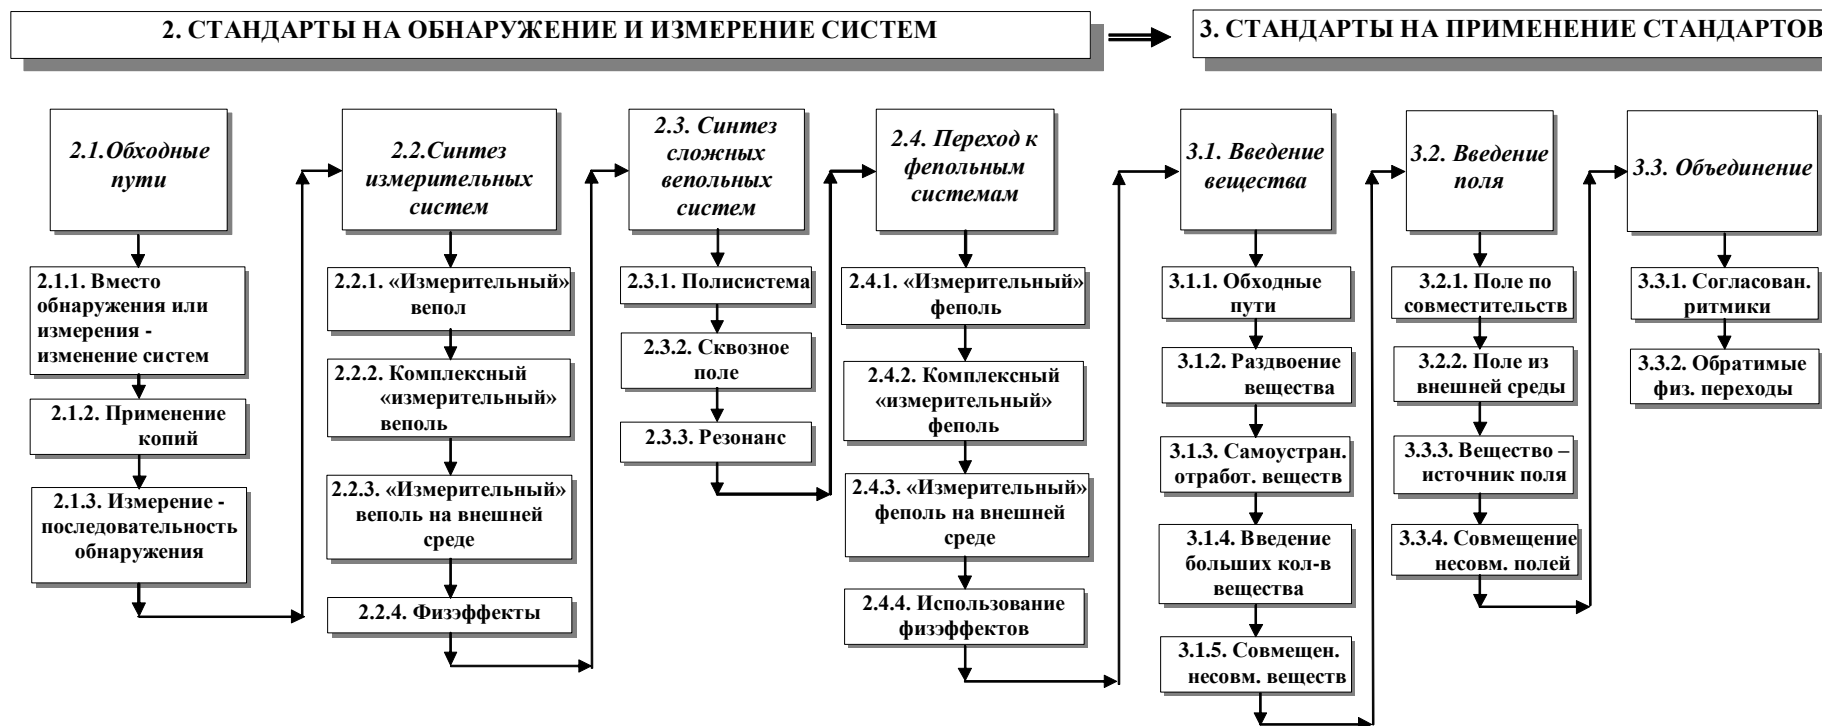 2. СТАНДАРТЫ НА ОБНАРУЖЕНИЕ И ИЗМЕРЕНИЕ СИСТЕМ
3. СТАНДАРТЫ НА ПРИМЕНЕНИЕ СТАНДАРТОВ
2.1.Обходные
пути
2.1.1. Вместо
обнаружения или
измерения -
изменение систем
2.1.2. Применение
копий
2.1.3. Измерение -
последовательность
обнаружения
2.2.Синтез
измерительных
систем
2.2.1. «Измерительный»
вепол
2.2.2. Комплексный
«измерительный»
веполь
2.2.3. «Измерительный»
веполь на внешней
среде
2.2.4. Физэффекты
2.3. Синтез
сложных
вепольных
систем
2.3.1. Полисистема
2.3.2. Сквозное
поле
2.3.3. Резонанс
2.4. Переход к
фепольным
системам
2.4.1. «Измерительный»
феполь
2.4.2. Комплексный
«измерительный»
феполь
2.4.3. «Измерительный»
феполь на внешней
среде
2.4.4. Использование
физэффектов
3.1. Введение
вещества
3.1.1. Обходные
пути
3.1.2. Раздвоение
вещества
3.1.3. Самоустран.
отработ. веществ
3.1.4. Введение
больших кол-в
вещества
3.1.5. Совмещен.
несовм. веществ
3.2. Введение
поля
3.2.1. Поле по
совместительств
3.2.2. Поле из
внешней среды
3.3.3. Вещество –
источник поля
3.3.4. Совмещение
несовм. полей
3.3. Объединение
3.3.1. Согласован.
ритмики
3.3.2. Обратимые
физ. переходы